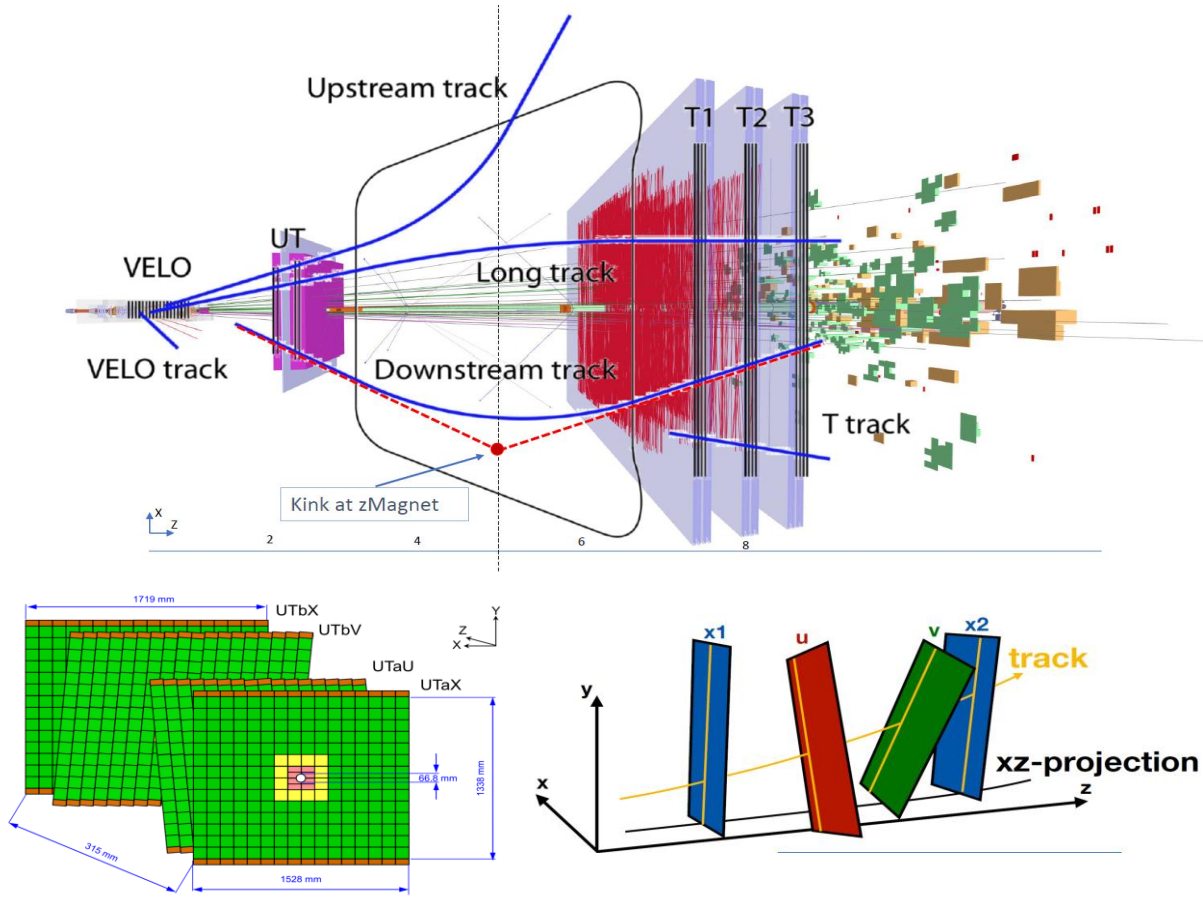 Upstream track
T1 T2 T3
UT
VELO
Long track
VELO track
Downstream track
T track
Kink at zMagnet
X
Z
2 4 6 8
1719 mm
UTbX
UTbV
UTaU
UTaX
Y
Z
X
66.8 mm
1338 mm
315 mm
1528 mm
x1 u v x2
track
y
xz-projection
x
z